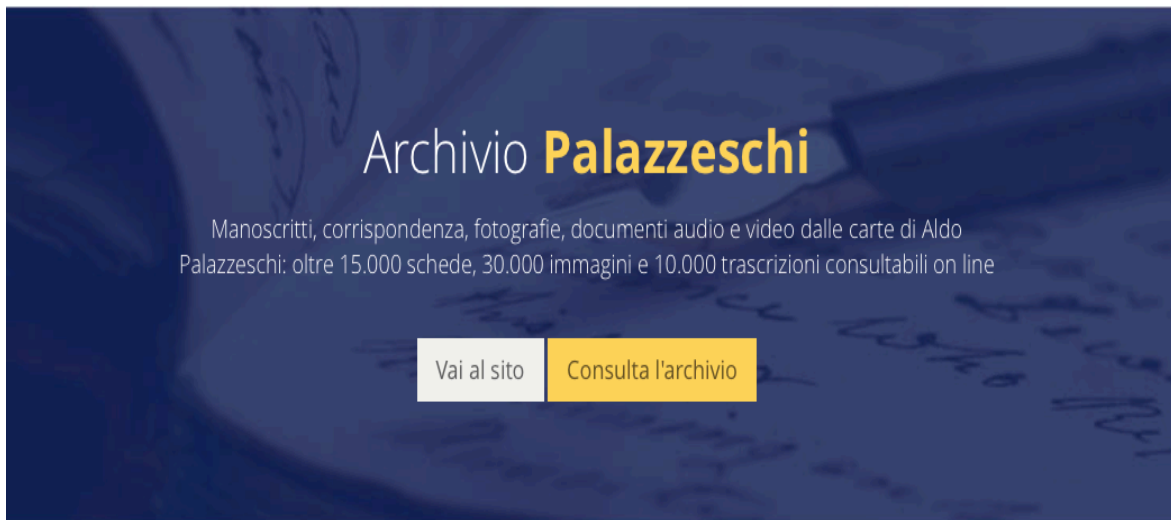 Archivio Palazzeschi
Manoscritti, corrispondenza, fotografie, documenti audio e video dalle carte di Aldo
Palazzeschi: oltre 15.000 schede, 30.000 immagini e 10.000 trascrizioni consultabili on line
Vai al sito
Consulta l'archivio